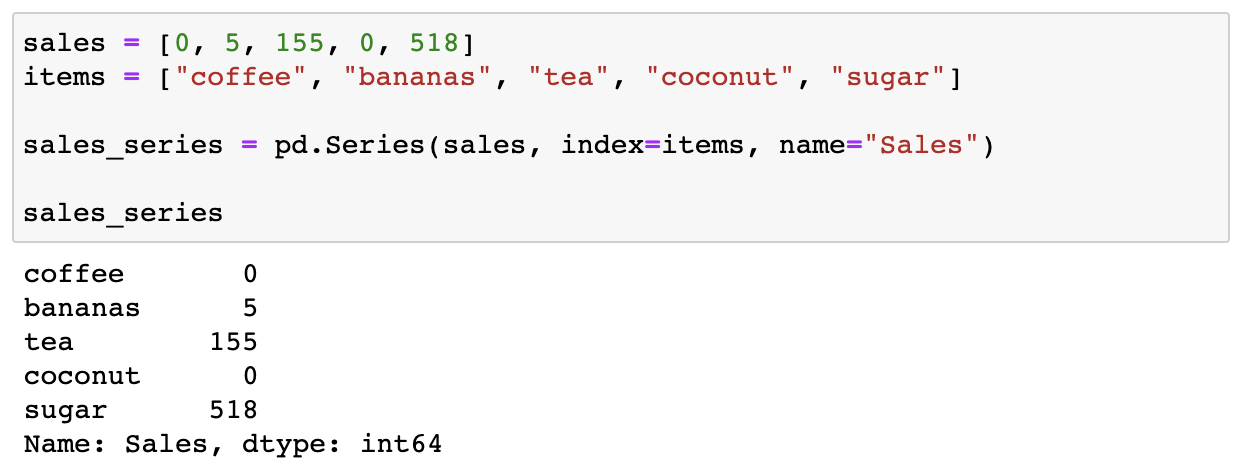 sales = [0, 5, 155, 0, 518]
items = ["coffee", "bananas", "tea", "coconut", "sugar"]
sales_series = pd.Series(sales, index=items, name="Sales")
sales_series
coffee       0
bananas      5
tea        155
coconut      0
sugar      518
Name: Sales, dtype: int64